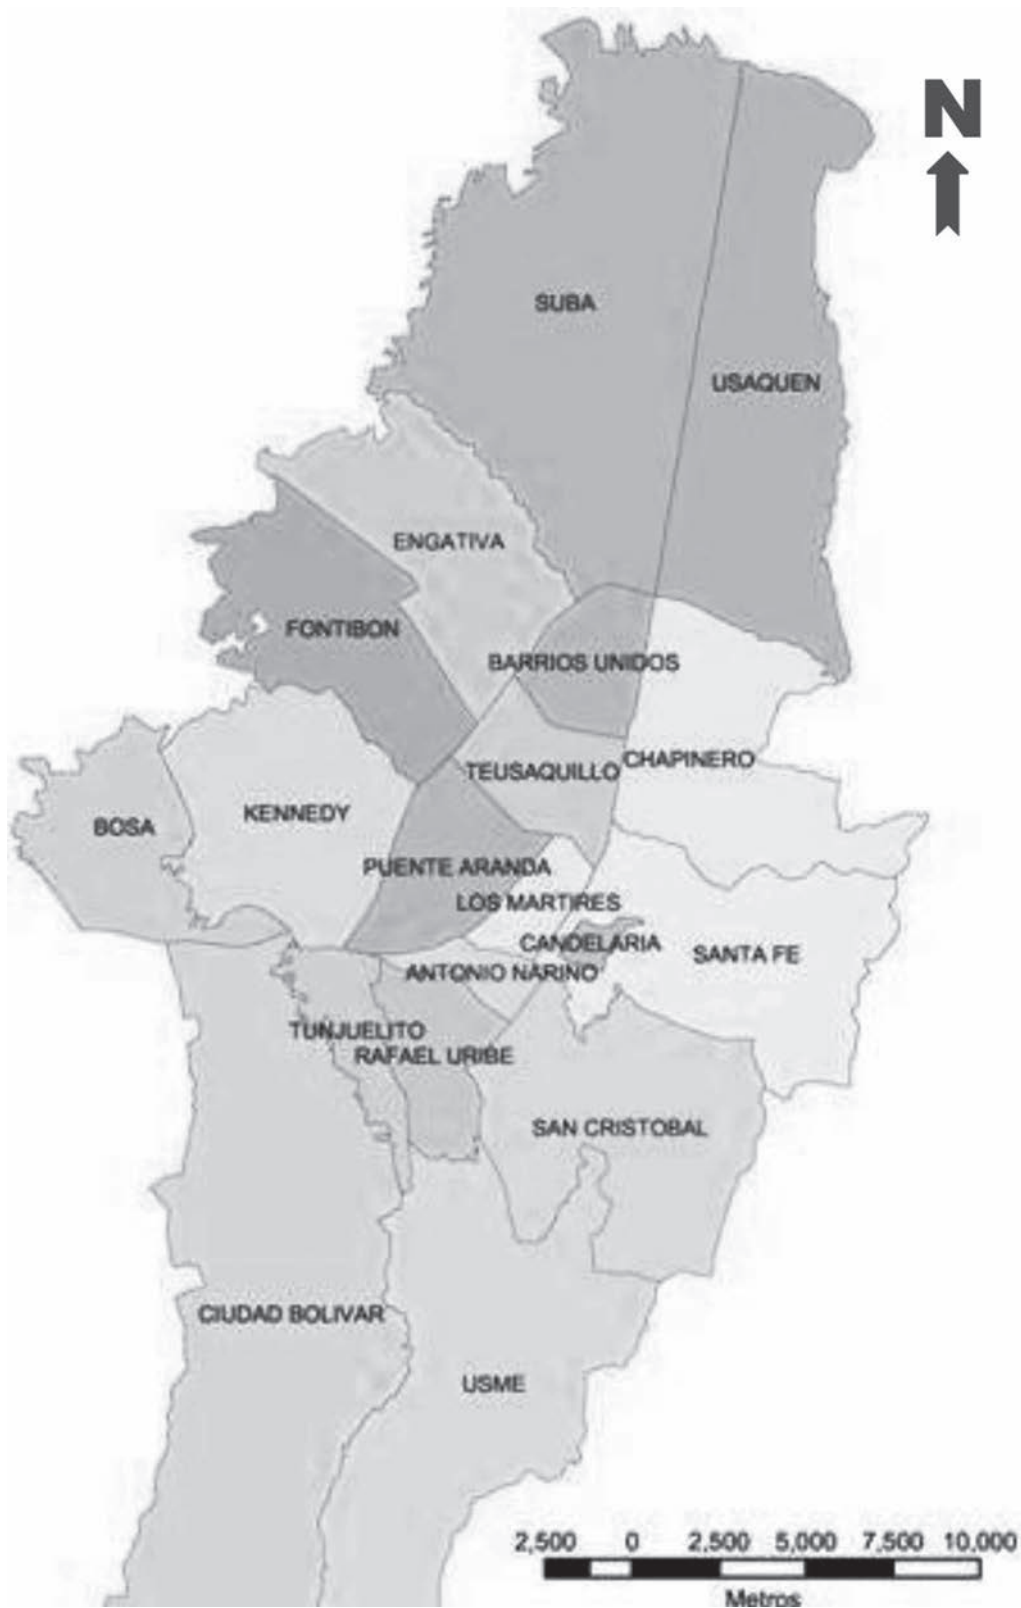 N
SUBA
USAQUEN
ENGATIVA
FONTIBON
BARRIOS UNIDOS
CHAPINERO
TEUSAQUILLO
KENNEDY
BOSA
PUENTE ARANDA
LOS MARTIRES
CANDELARIA
SANTA FE
ANTONIO NARINO
TUNJUELITO
RAFAEL URIBE
SAN CRISTOBAL
CIUDAD BOLIVAR
USME
2,500 0 2,500 5,000 7,500 10,000
Metros